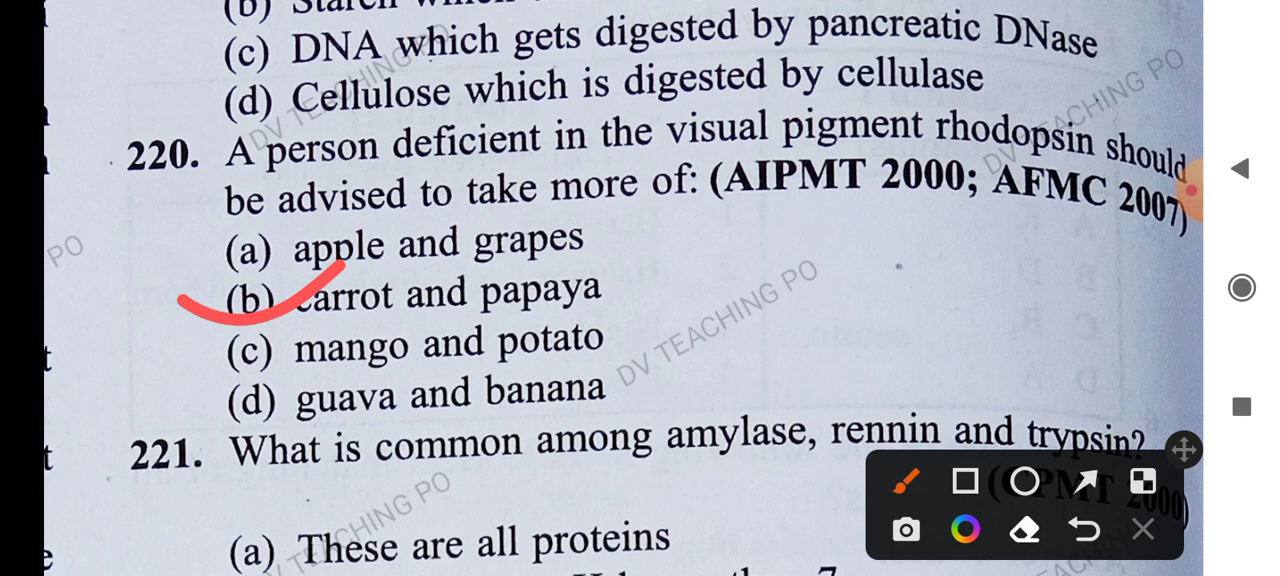 (b) Starch
(c) DNA which gets digested by pancreatic DNase
(d) Cellulose which is digested by cellulase
220. A person deficient in the visual pigment rhodopsin should
be advised to take more of: (AIPMT 2000; AFMC 2007)
(a) apple and grapes
(b) carrot and papaya
(c) mango and potato
(d) guava and banana
221. What is common among amylase, rennin and trypsin?
(CPMT 2000)
(a) These are all proteins
DV TEACHING PO
DV TEACHING PO
DV TEACHING PO